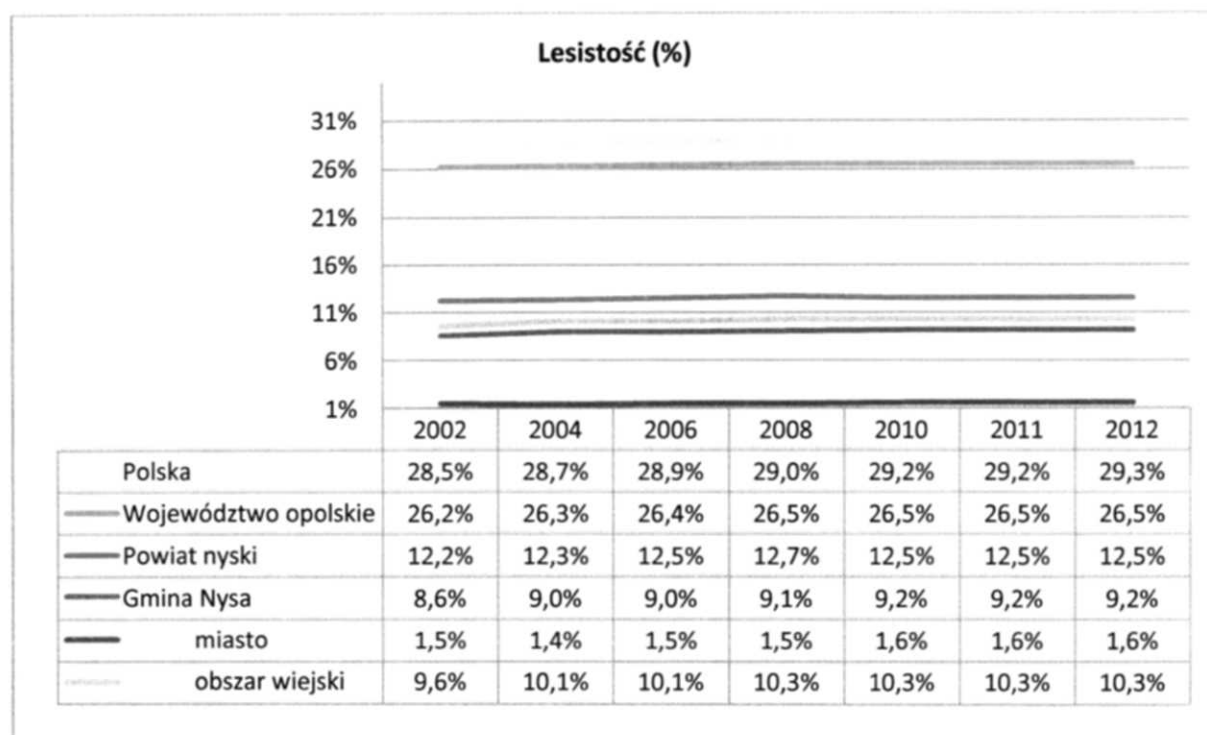 Lesistość (%)
31%
26%
21%
16%
11%
6%
1%
2002 2004 2006 2008 2010 2011 2012
Polska 28,5% 28,7% 28,9% 29,0% 29,2% 29,2% 29,3%
Województwo opolskie 26,2% 26,3% 26,4% 26,5% 26,5% 26,5% 26,5%
Powiat nyski 12,2% 12,3% 12,5% 12,7% 12,5% 12,5% 12,5%
Gmina Nysa 8,6% 9,0% 9,0% 9,1% 9,2% 9,2% 9,2%
miasto 1,5% 1,4% 1,5% 1,5% 1,6% 1,6% 1,6%
obszar wiejski 9,6% 10,1% 10,1% 10,3% 10,3% 10,3% 10,3%